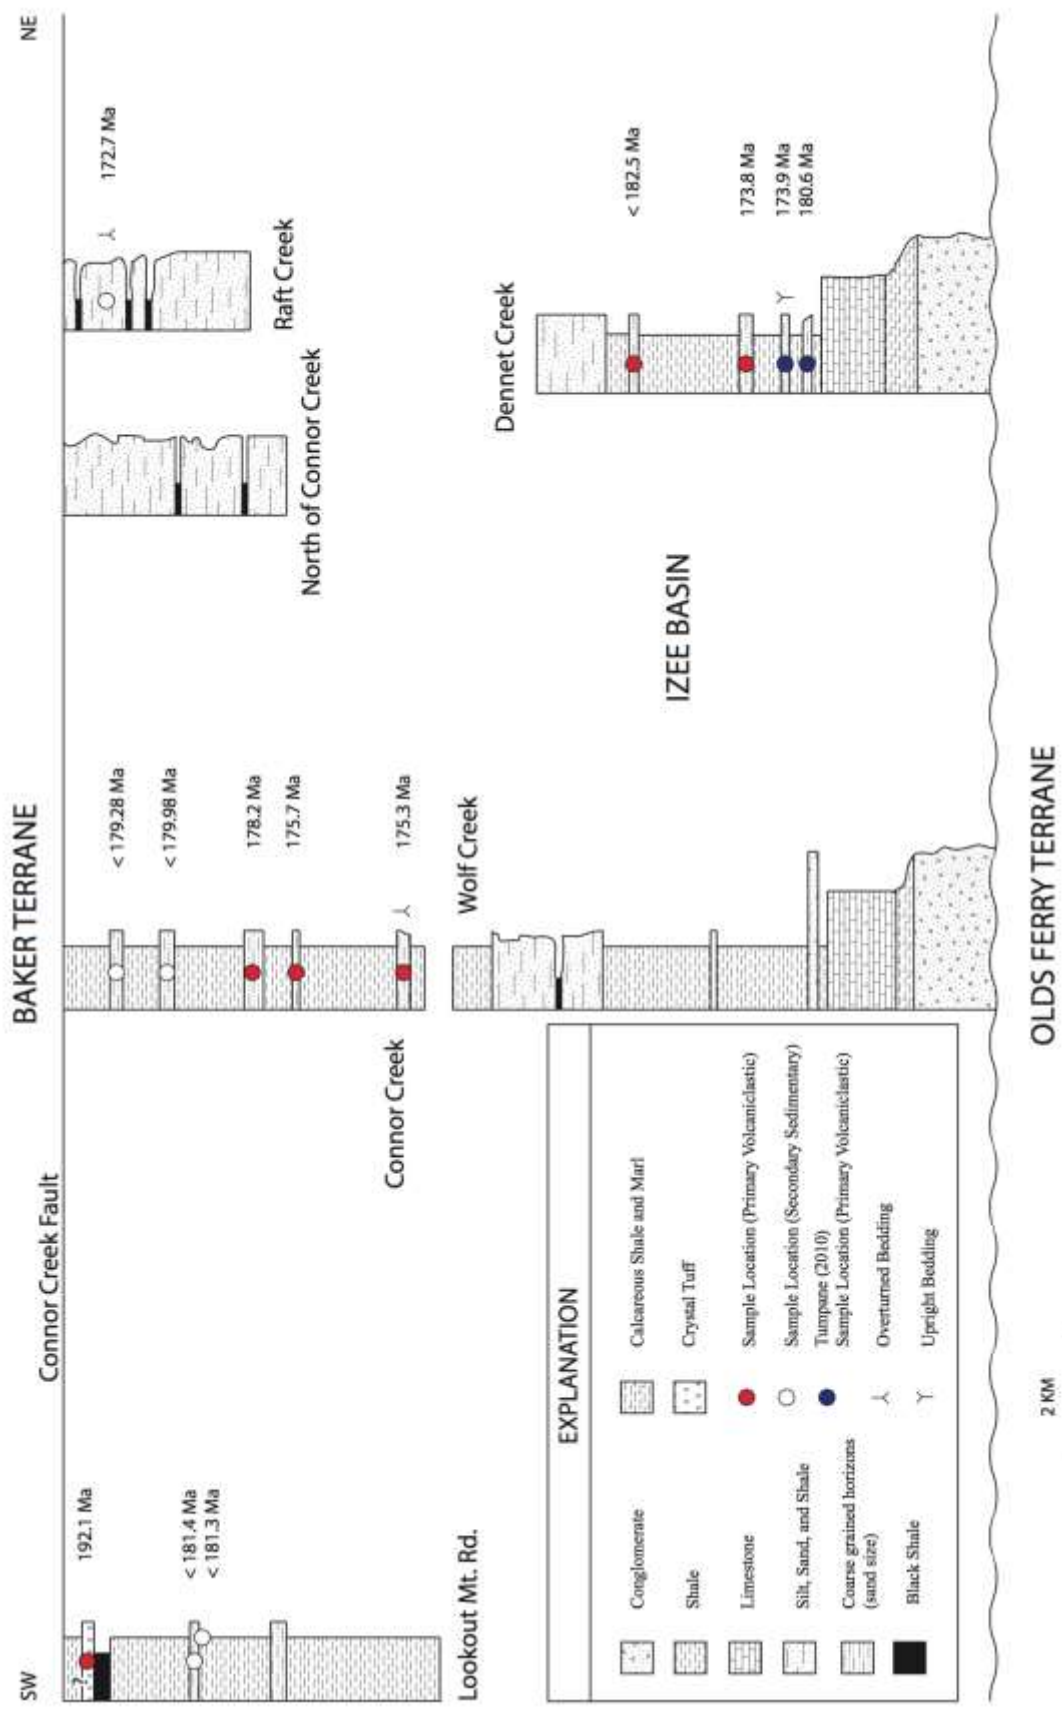 SW
BAKER TERRANE
NE
Connor Creek Fault
192.1 Ma
?
< 181.4 Ma
< 181.3 Ma
Lookout Mt. Rd.
< 179.28 Ma
< 179.98 Ma
178.2 Ma
175.7 Ma
175.3 Ma
Connor Creek
North of Connor Creek
172.7 Ma
Raft Creek
Wolf Creek
Dennet Creek
< 182.5 Ma
173.8 Ma
173.9 Ma
180.6 Ma
IZEE BASIN
EXPLANATION
Conglomerate
Shale
Limestone
Silt, Sand, and Shale
Coarse grained horizons
(sand size)
Black Shale
Calcareous Shale and Marl
Crystal Tuff
Sample Location (Primary Volcaniclastic)
Sample Location (Secondary Sedimentary)
Tumpane (2010)
Sample Location (Primary Volcaniclastic)
Overturned Bedding
Upright Bedding
OLDS FERRY TERRANE
2 KM